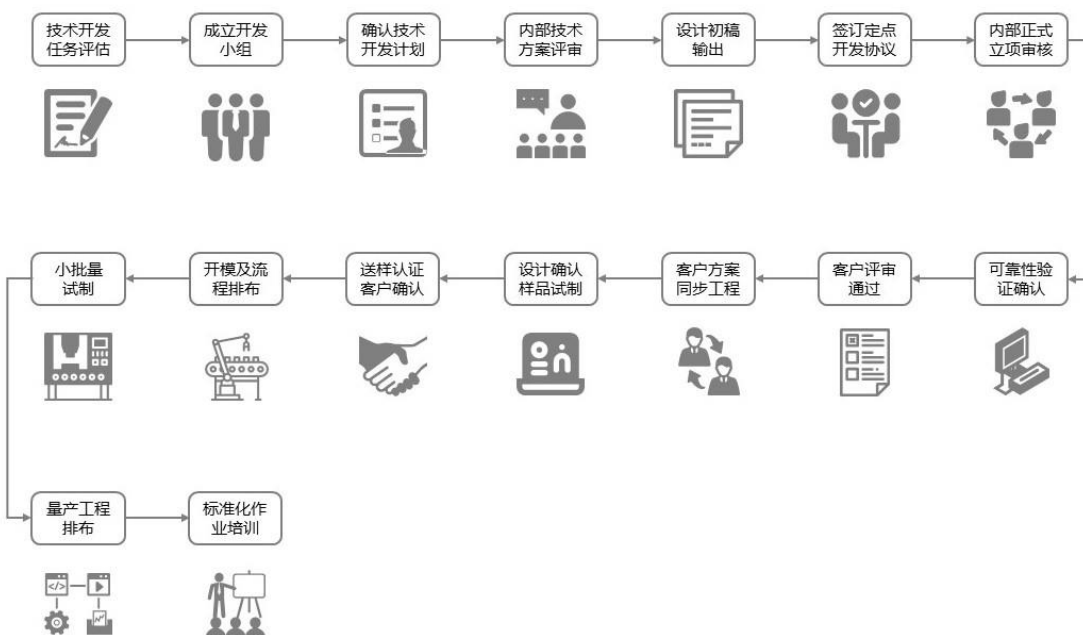 技术开发
任务评估
成立开发
小组
确认技术
开发计划
内部技术
方案评审
设计初稿
输出
签订定点
开发协议
内部正式
立项审核
可靠性验
证确认
客户评审
通过
客户方案
同步工程
设计确认
样品试制
送样认证
客户确认
开模及流
程排布
小批量
试制
量产工程
排布
标准化作
业培训